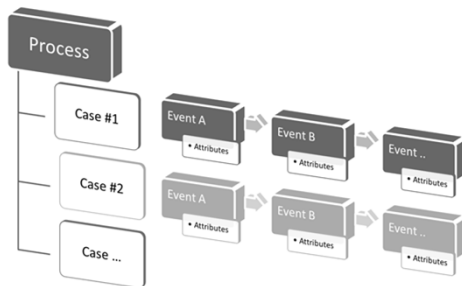 Process
Case #1
Event A
• Attributes
Event B
• Attributes
Event ..
• Attributes
Case #2
Event A
• Attributes
Event B
• Attributes
Event ..
• Attributes
Case ...